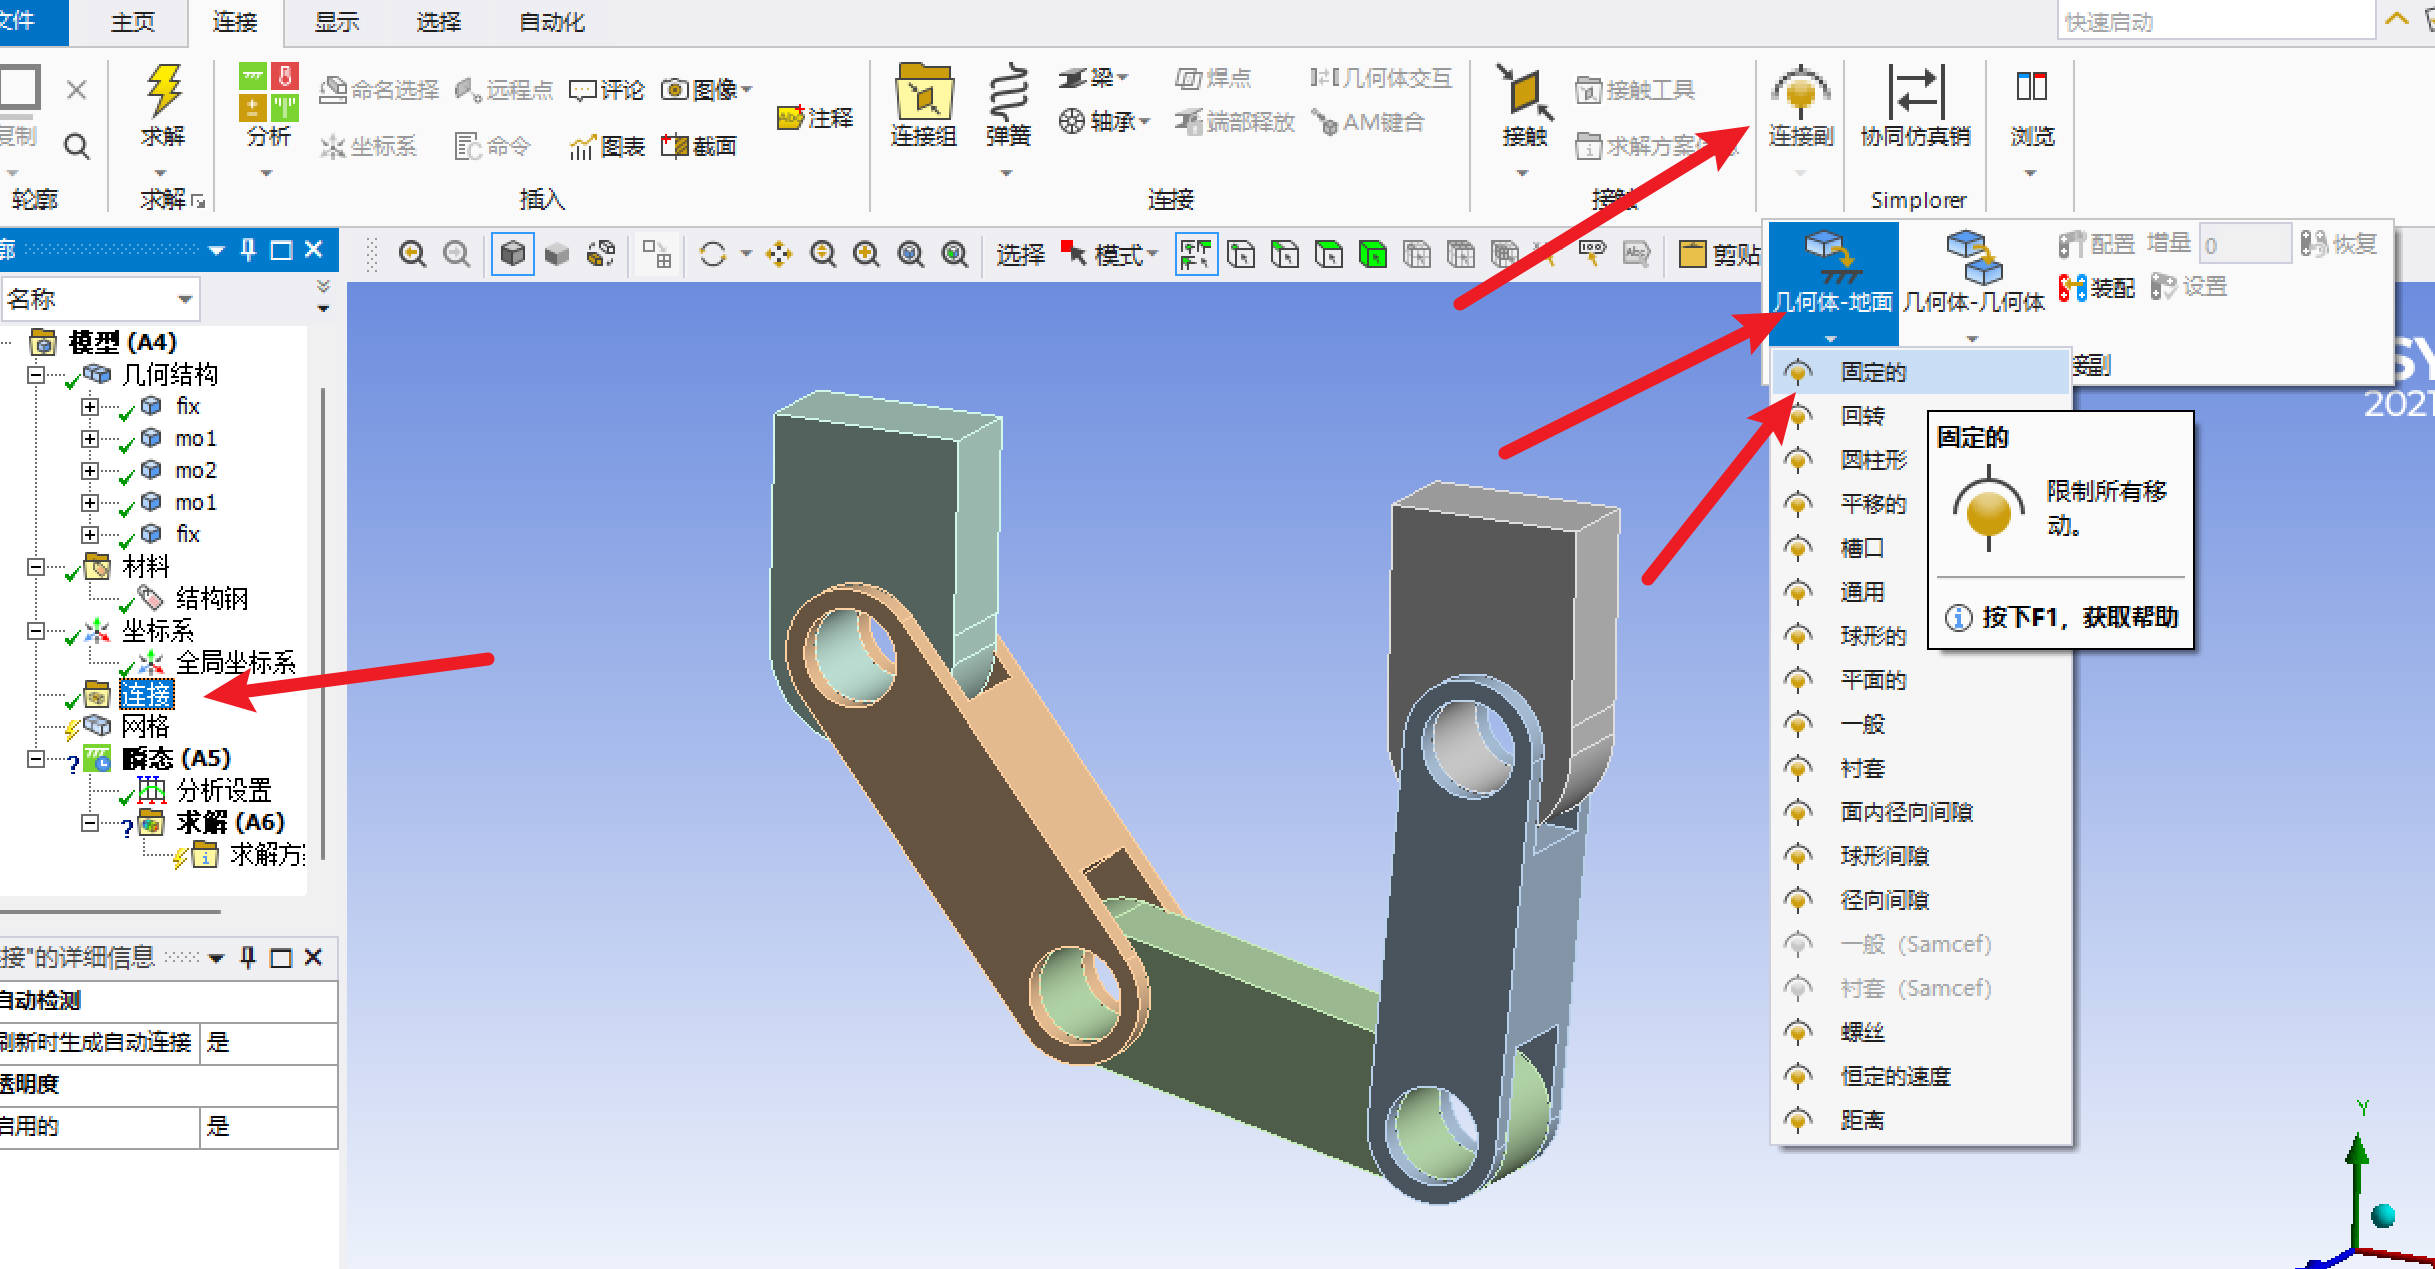 文件
主页
连接
显示
选择
自动化
快速启动
复制
轮廓
求解
求解
分析
命名选择
远程点
评论
图像
坐标系
命令
图表
截面
注释
插入
连接组
弹簧
梁
轴承
焊点
端部释放
几何体交互
AM键合
连接
接触
接触工具
求解方案信息
接触
连接副
协同仿真销
Simplorer
浏览
廓
选择
模式
剪贴
名称
模型 (A4)
几何结构
fix
mo1
mo2
mo1
fix
材料
结构钢
坐标系
全局坐标系
连接
网格
瞬态 (A5)
分析设置
求解 (A6)
求解方
接"的详细信息
自动检测
刷新时生成自动连接 是
透明度
启用的 是
几何体-地面
几何体-几何体
配置
增量
0
恢复
装配
设置
接副
SY
2021
固定的
回转
圆柱形
平移的
槽口
通用
球形的
平面的
一般
衬套
面内径向间隙
球形间隙
径向间隙
一般 (Samcef)
衬套 (Samcef)
螺丝
恒定的速度
距离
固定的
限制所有移
动。
按下F1，获取帮助
Y